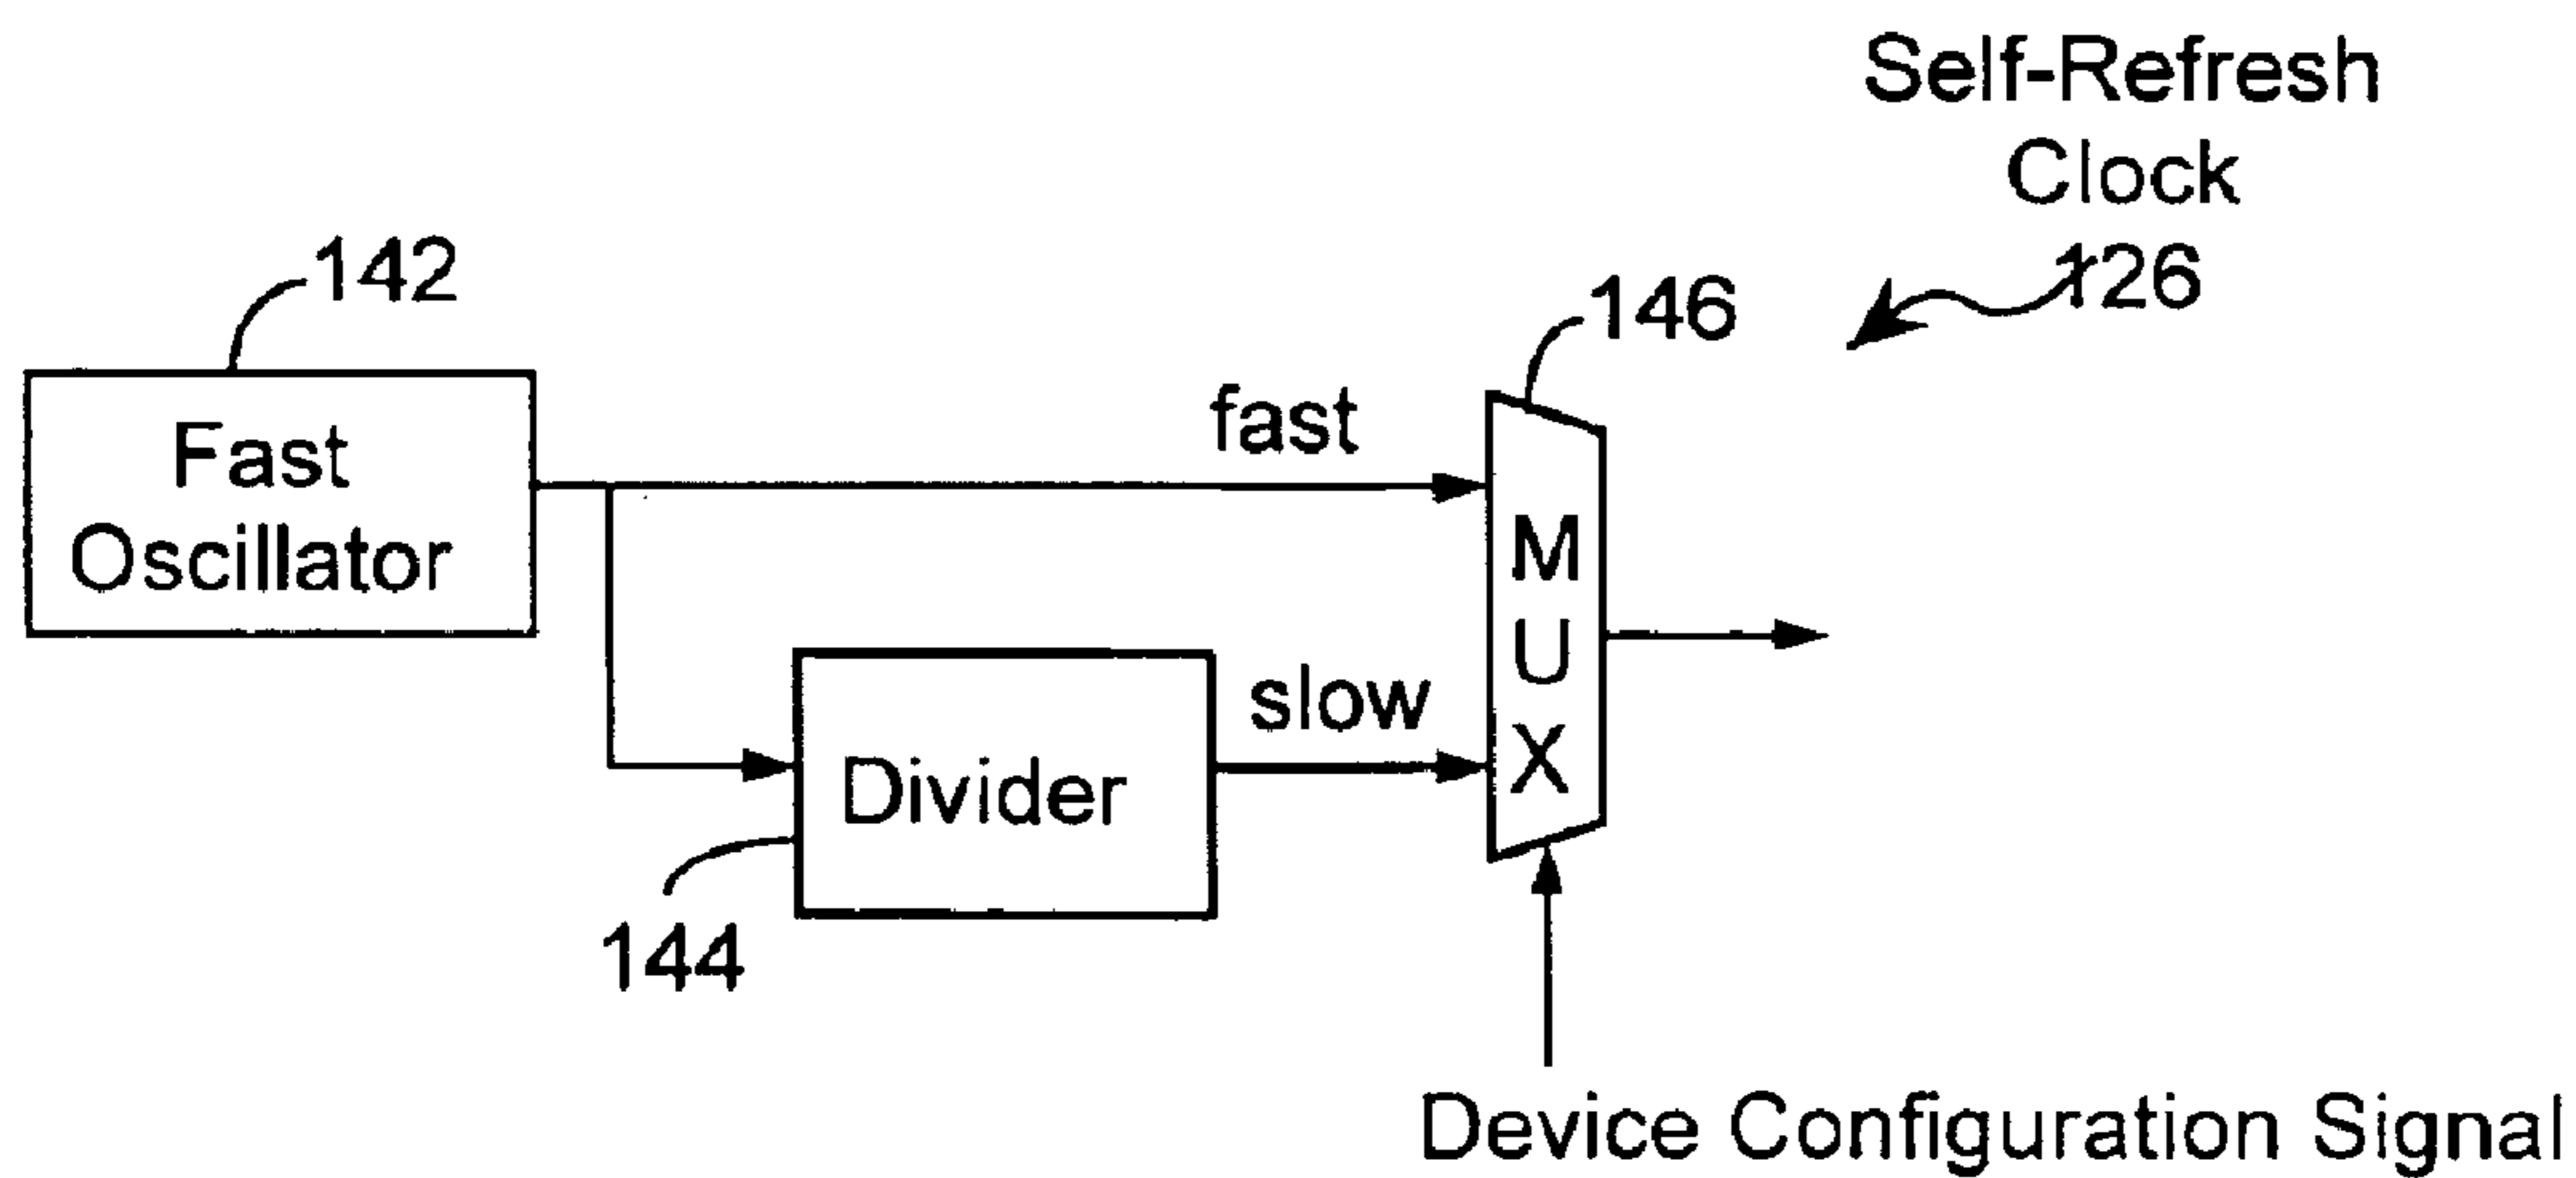 Self-Refresh
Clock
126
142
146
Fast
Oscillator
fast
M
U
X
slow
Divider
144
Device Configuration Signal